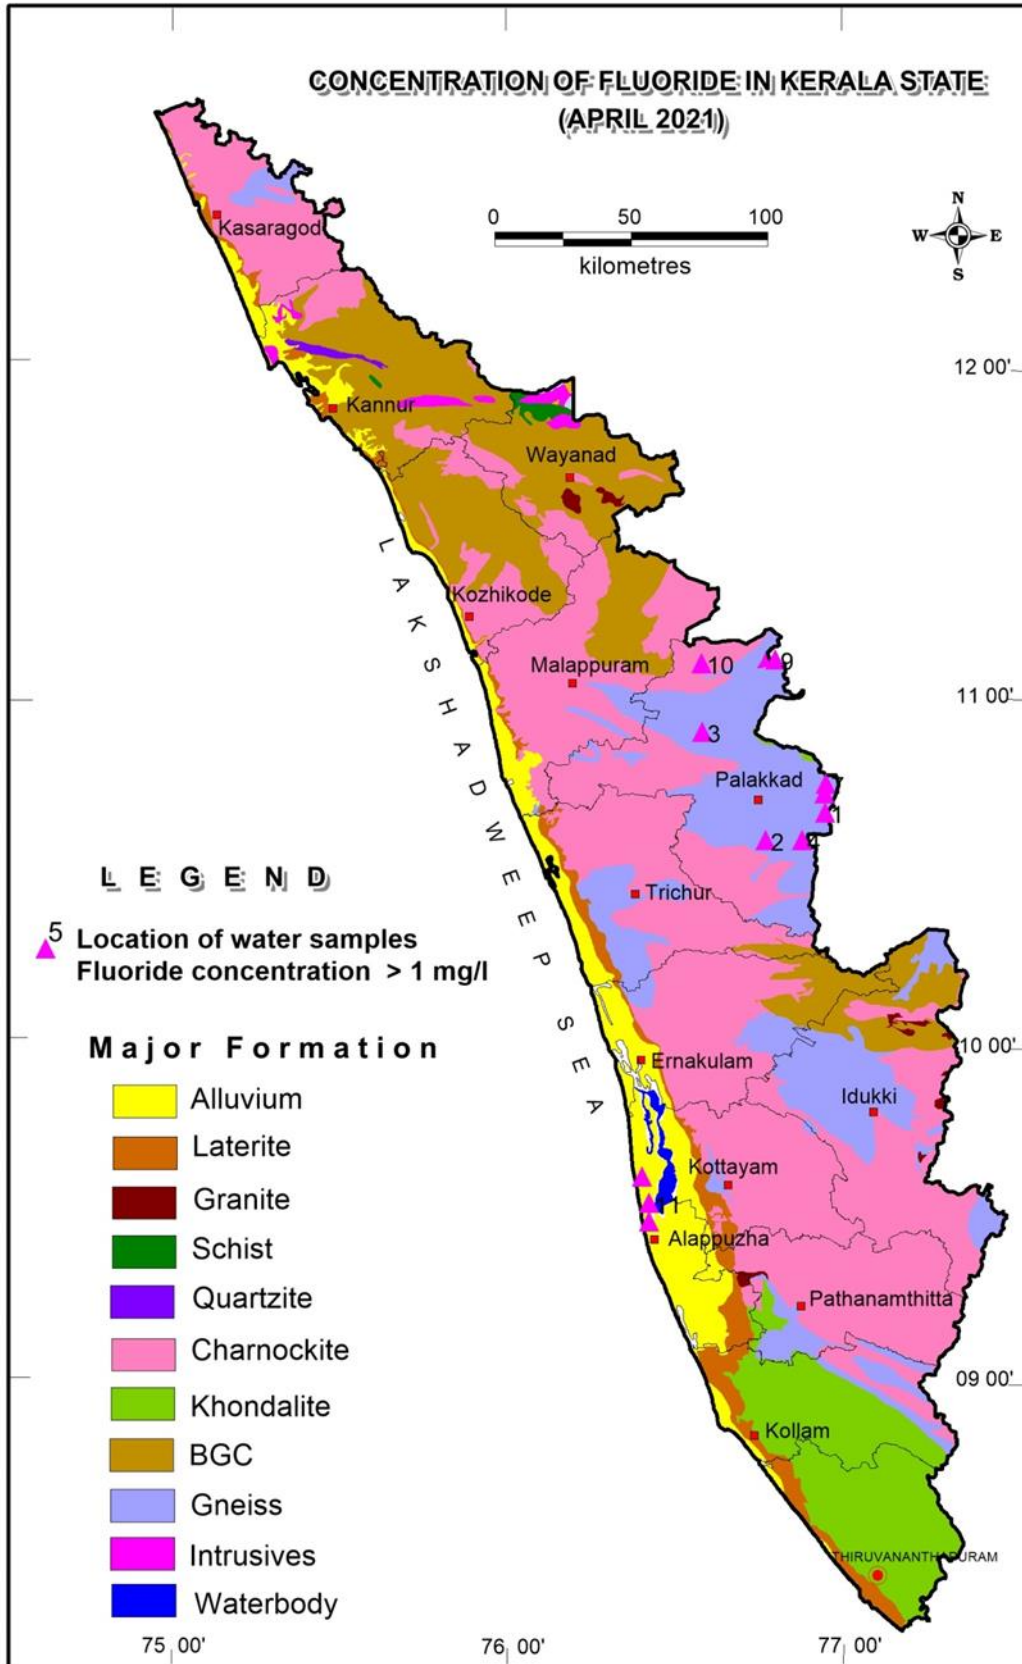 CONCENTRATION OF FLUORIDE IN KERALA STATE
(APRIL 2021)
N
W E
S
0 50 100
kilometres
Kasaragod
12 00'
Kannur
Wayanad
Kozhikode
Malappuram
10
9
11 00'
3
Palakkad
1
2
4
LAKSHADWEEP SEA
Trichur
LEGEND
5
Location of water samples
Fluoride concentration > 1 mg/l
Major Formation
Alluvium
Laterite
Granite
Schist
Quartzite
Charnockite
Khondalite
BGC
Gneiss
Intrusives
Waterbody
10 00'
Ernakulam
Idukki
Kottayam
11
Alappuzha
Pathanamthitta
09 00'
Kollam
THIRUVANANTHAPURAM
75 00' 76 00' 77 00'